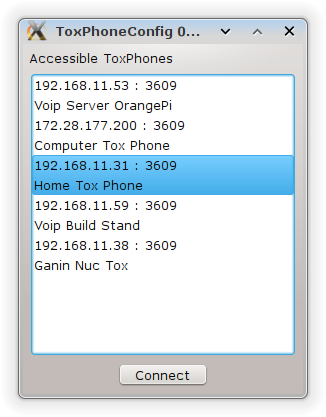 ToxPhoneConfig 0...
Accessible ToxPhones
192.168.11.53 : 3609
Voip Server OrangePi
172.28.177.200 : 3609
Computer Tox Phone
192.168.11.31 : 3609
Home Tox Phone
192.168.11.59 : 3609
Voip Build Stand
192.168.11.38 : 3609
Ganin Nuc Tox
Connect